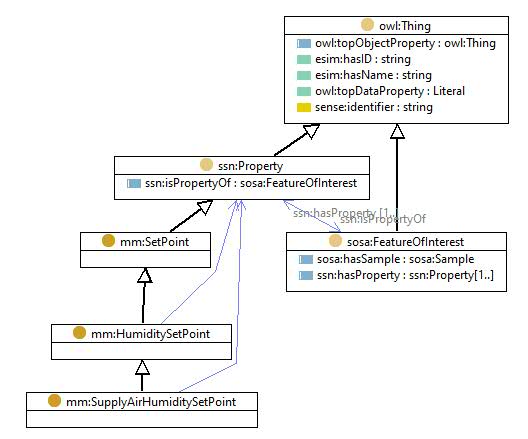 owl:Thing
owl:topObjectProperty : owl:Thing
esim:hasID : string
esim:hasName : string
owl:topDataProperty : Literal
sense:identifier : string
ssn:Property
ssn:isPropertyOf : sosa:FeatureOfInterest
ssn:hasProperty [1..]
ssn:isPropertyOf
mm:SetPoint
sosa:FeatureOfInterest
sosa:hasSample : sosa:Sample
ssn:hasProperty : ssn:Property[1..]
mm:HumiditySetPoint
mm:SupplyAirHumiditySetPoint